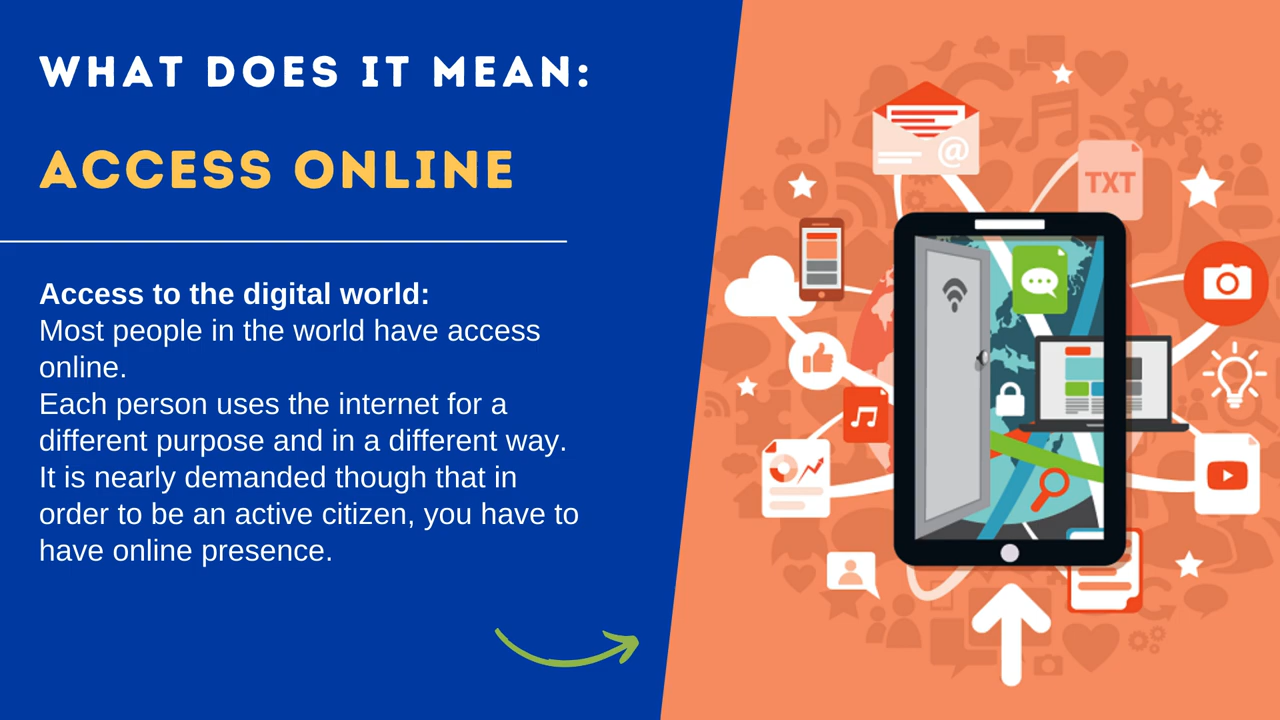 WHAT DOES IT MEAN:
ACCESS ONLINE
Access to the digital world:
Most people in the world have access
online.
Each person uses the internet for a
different purpose and in a different way.
It is nearly demanded though that in
order to be an active citizen, you have to
have online presence.
@
TXT